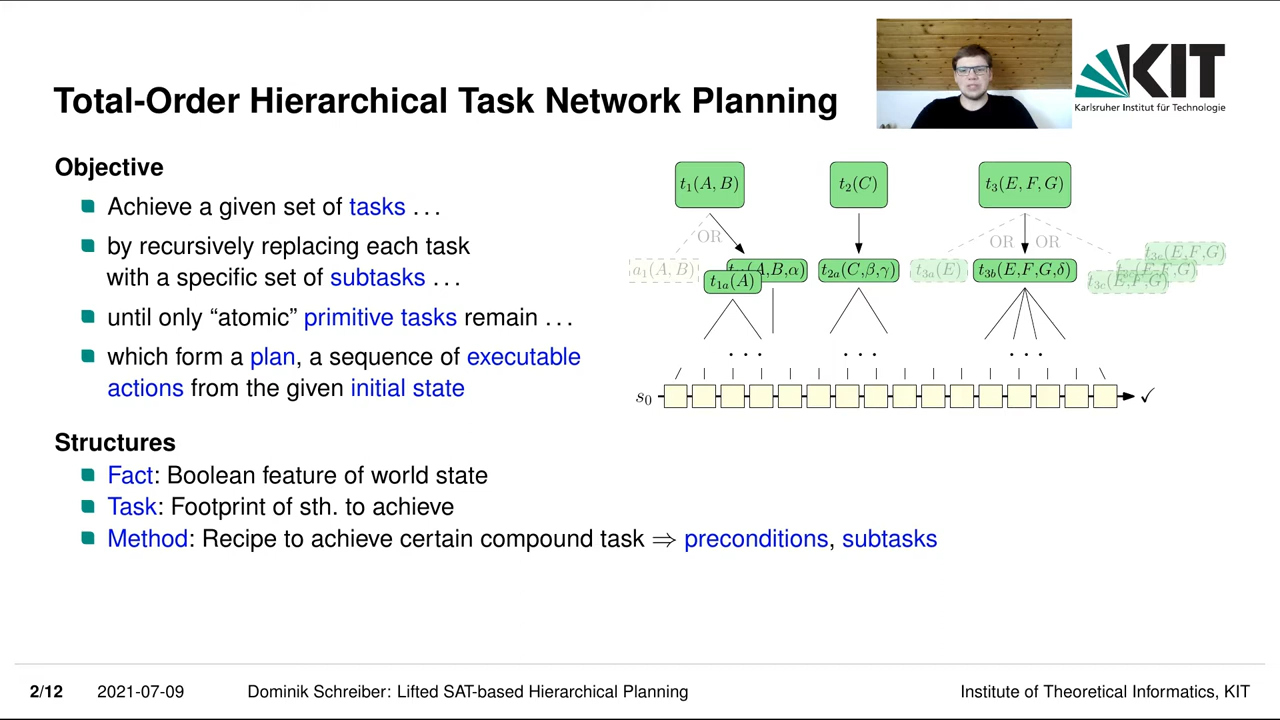 Total-Order Hierarchical Task Network Planning
KIT
Karlsruher Institut für Technologie
Objective
Achieve a given set of tasks . . .
by recursively replacing each task
with a specific set of subtasks . . .
until only “atomic” primitive tasks remain . . .
which form a plan, a sequence of executable
actions from the given initial state
t1(A, B)
t2(C)
t3(E, F, G)
OR
OR
OR
a1(A, B)
(A,B,α)
t1a(A)
t2a(C,β,γ)
t3a(E)
t3b(E,F,G,δ)
t3c(E,F,G)
(E,F,G)
t3c(E,F,G)
· · ·
· · ·
· · ·
s0
✓
Structures
Fact: Boolean feature of world state
Task: Footprint of sth. to achieve
Method: Recipe to achieve certain compound task ⇒ preconditions, subtasks
2/12
2021-07-09
Dominik Schreiber: Lifted SAT-based Hierarchical Planning
Institute of Theoretical Informatics, KIT